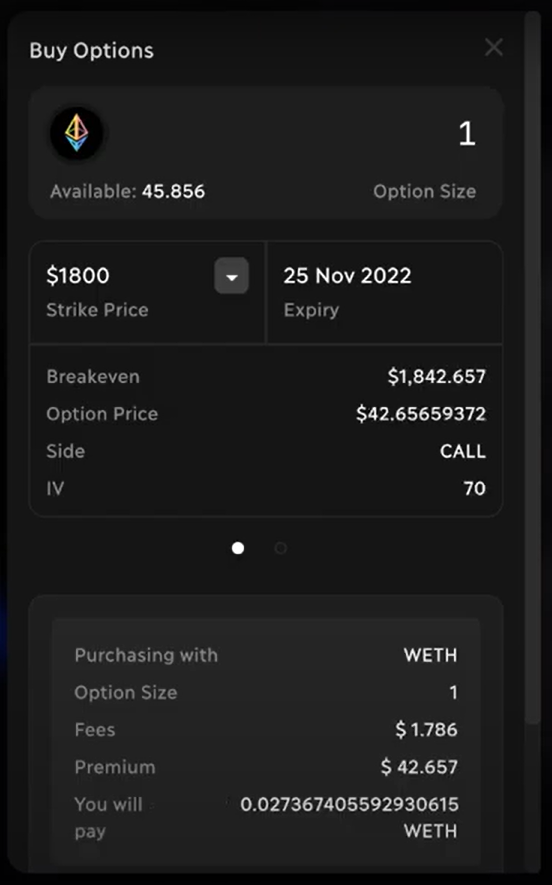 Buy Options
1
Available: 45.856 Option Size
$1800 25 Nov 2022
Strike Price Expiry
Breakeven $1,842.657
Option Price $42.65659372
Side CALL
IV 70
Purchasing with WETH
Option Size 1
Fees $ 1.786
Premium $ 42.657
You will 0.027367405592930615
pay WETH